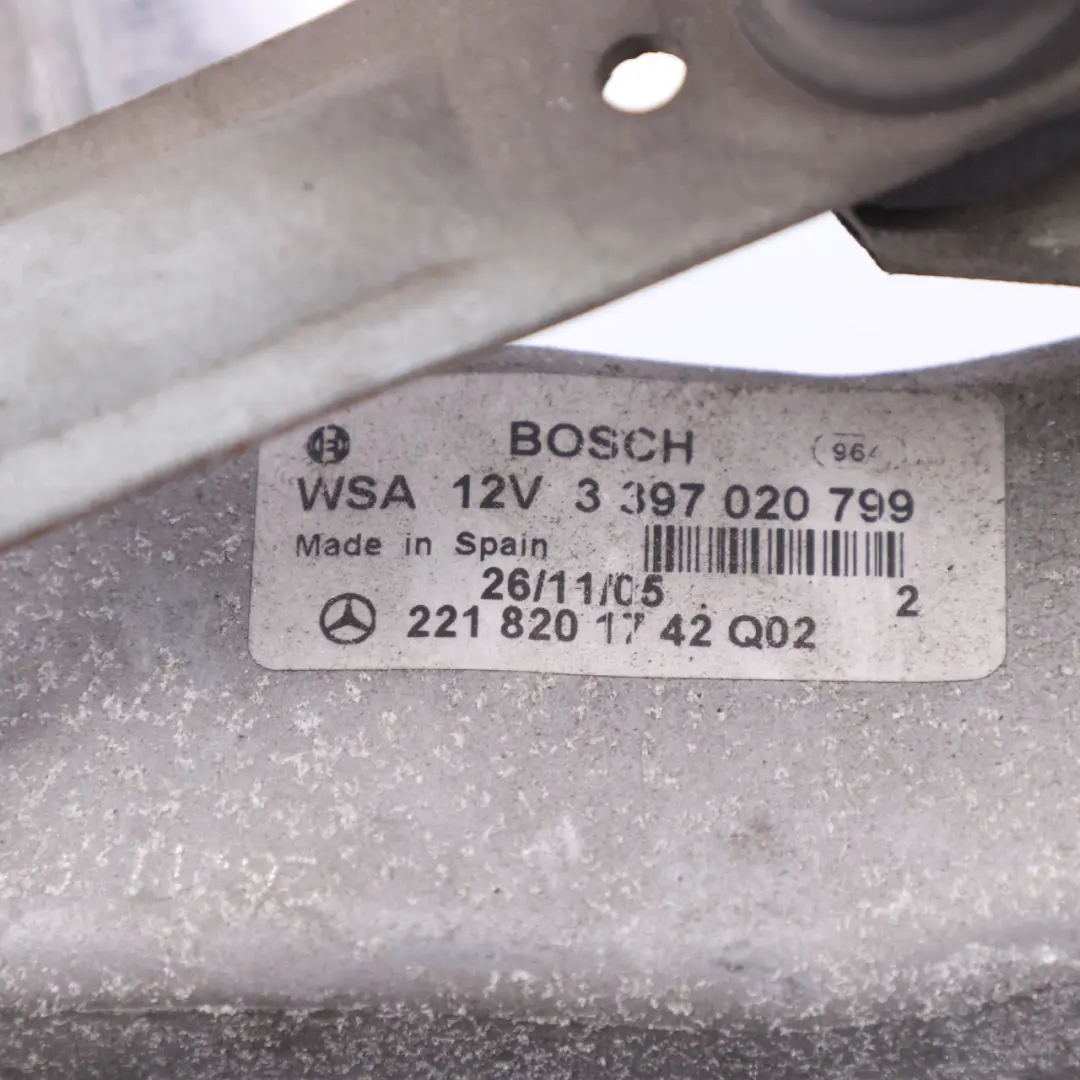 BOSCH
WSA 12V 3 397 020 799
Made in Spain
26/11/05
2
221 820 17 42 Q02